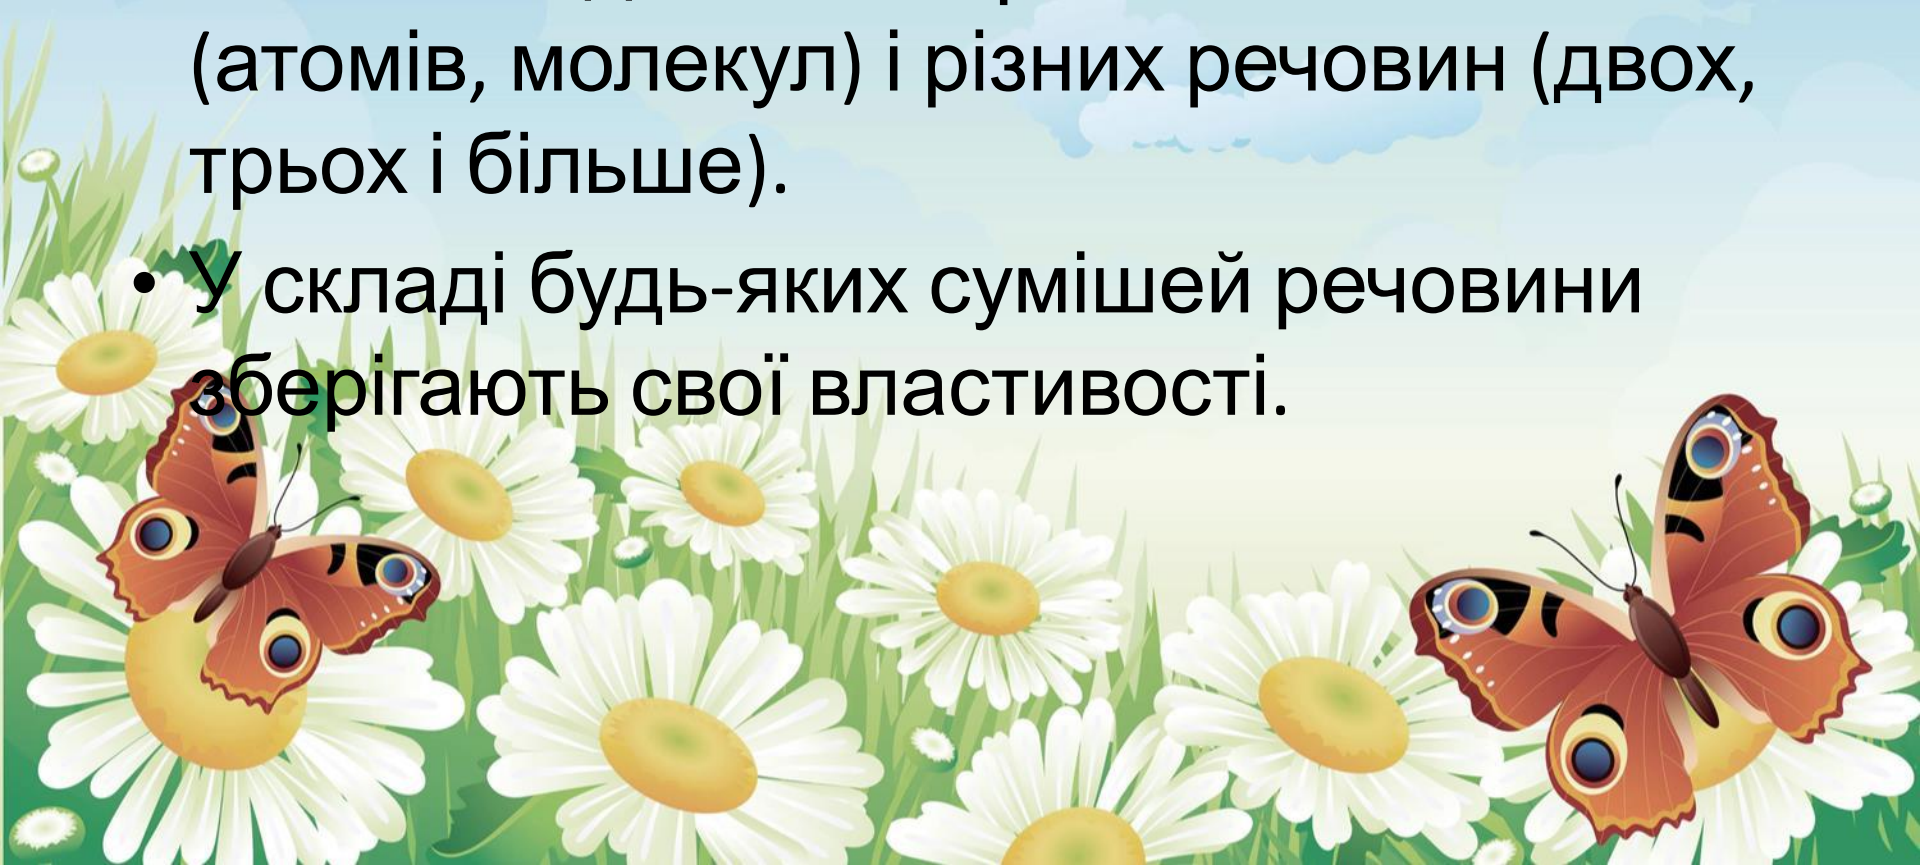 (атомів, молекул) і різних речовин (двох,
трьох і більше).
• У складі будь-яких сумішей речовини
зберігають свої властивості.